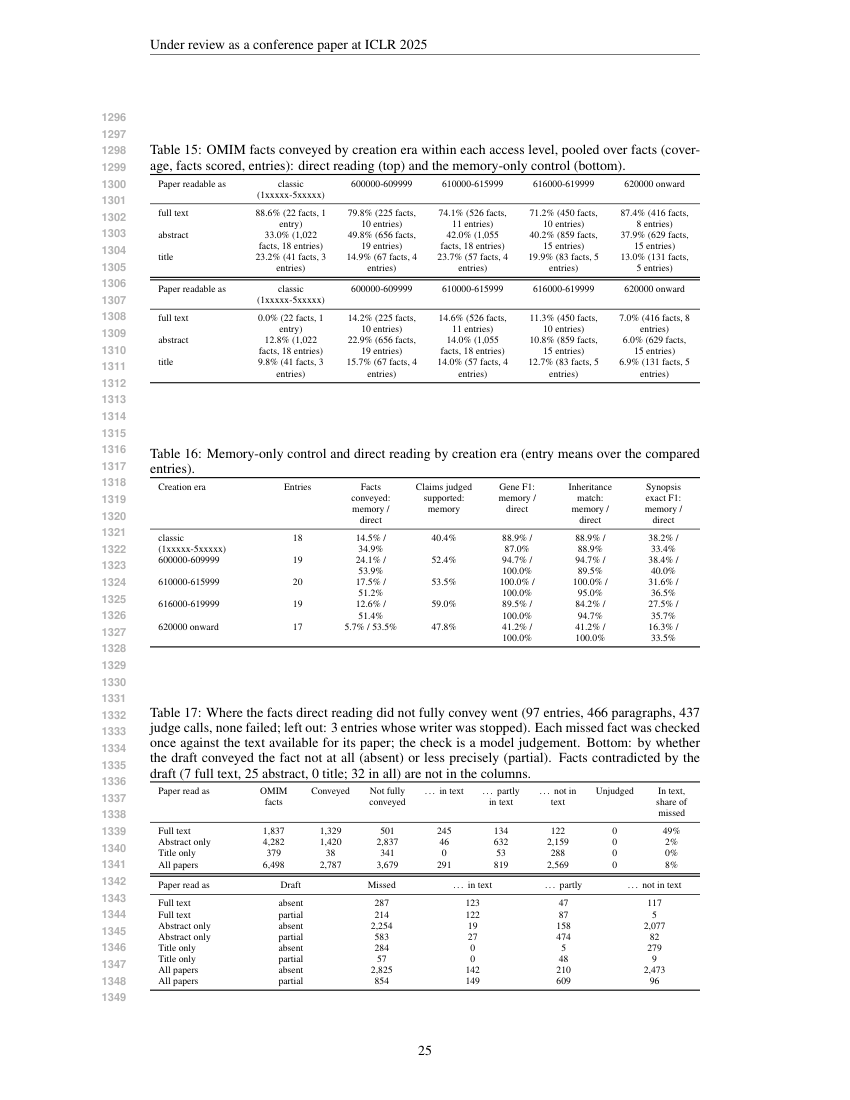 Under review as a conference paper at ICLR 2025
1296
1297
1298
1299
1300
1301
1302
1303
1304
1305
1306
1307
1308
1309
1310
1311
1312
1313
1314
1315
1316
1317
1318
1319
1320
1321
1322
1323
1324
1325
1326
1327
1328
1329
1330
1331
1332
1333
1334
1335
1336
1337
1338
1339
1340
1341
1342
1343
1344
1345
1346
1347
1348
1349
Table 15: OMIM facts conveyed by creation era within each access level, pooled over facts (cover-
age, facts scored, entries): direct reading (top) and the memory-only control (bottom).
Paper readable as classic 600000-609999 610000-615999 616000-619999 620000 onward
(1xxxxx-5xxxxx)
full text 88.6% (22 facts, 1 79.8% (225 facts, 74.1% (526 facts, 71.2% (450 facts, 87.4% (416 facts,
entry) 10 entries) 11 entries) 10 entries) 8 entries)
abstract 33.0% (1,022 49.8% (656 facts, 42.0% (1,055 40.2% (859 facts, 37.9% (629 facts,
facts, 18 entries) 19 entries) facts, 18 entries) 15 entries) 15 entries)
title 23.2% (41 facts, 3 14.9% (67 facts, 4 23.7% (57 facts, 4 19.9% (83 facts, 5 13.0% (131 facts,
entries) entries) entries) entries) 5 entries)
Paper readable as classic 600000-609999 610000-615999 616000-619999 620000 onward
(1xxxxx-5xxxxx)
full text 0.0% (22 facts, 1 14.2% (225 facts, 14.6% (526 facts, 11.3% (450 facts, 7.0% (416 facts, 8
entry) 10 entries) 11 entries) 10 entries) entries)
abstract 12.8% (1,022 22.9% (656 facts, 14.0% (1,055 10.8% (859 facts, 6.0% (629 facts,
facts, 18 entries) 19 entries) facts, 18 entries) 15 entries) 15 entries)
title 9.8% (41 facts, 3 15.7% (67 facts, 4 14.0% (57 facts, 4 12.7% (83 facts, 5 6.9% (131 facts, 5
entries) entries) entries) entries) entries)
Table 16: Memory-only control and direct reading by creation era (entry means over the compared
entries).
Creation era Entries Facts Claims judged Gene F1: Inheritance Synopsis
conveyed: supported: memory / match: exact F1:
memory / memory direct memory / memory /
direct direct direct
classic 18 14.5% / 40.4% 88.9% / 88.9% / 38.2% /
(1xxxxx-5xxxxx) 34.9% 87.0% 88.9% 33.4%
600000-609999 19 24.1% / 52.4% 94.7% / 94.7% / 38.4% /
53.9% 100.0% 89.5% 40.0%
610000-615999 20 17.5% / 53.5% 100.0% / 100.0% / 31.6% /
51.2% 100.0% 95.0% 36.5%
616000-619999 19 12.6% / 59.0% 89.5% / 84.2% / 27.5% /
51.4% 100.0% 94.7% 35.7%
620000 onward 17 5.7% / 53.5% 47.8% 41.2% / 41.2% / 16.3% /
100.0% 100.0% 33.5%
Table 17: Where the facts direct reading did not fully convey went (97 entries, 466 paragraphs, 437
judge calls, none failed; left out: 3 entries whose writer was stopped). Each missed fact was checked
once against the text available for its paper; the check is a model judgement. Bottom: by whether
the draft conveyed the fact not at all (absent) or less precisely (partial). Facts contradicted by the
draft (7 full text, 25 abstract, 0 title; 32 in all) are not in the columns.
Paper read as OMIM Conveyed Not fully ... in text ... partly ... not in Unjudged In text,
facts conveyed in text text share of
missed
Full text 1,837 1,329 501 245 134 122 0 49%
Abstract only 4,282 1,420 2,837 46 632 2,159 0 2%
Title only 379 38 341 0 53 288 0 0%
All papers 6,498 2,787 3,679 291 819 2,569 0 8%
Paper read as Draft Missed ... in text ... partly ... not in text
Full text absent 287 123 47 117
Full text partial 214 122 87 5
Abstract only absent 2,254 19 158 2,077
Abstract only partial 583 27 474 82
Title only absent 284 0 5 279
Title only partial 57 0 48 9
All papers absent 2,825 142 210 2,473
All papers partial 854 149 609 96
25